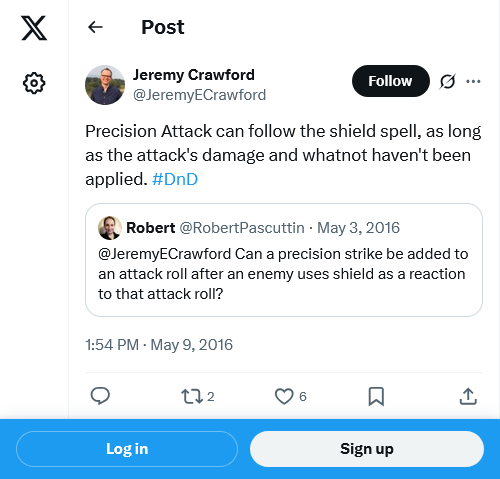 Post
Jeremy Crawford
@JeremyECrawford
Follow
Precision Attack can follow the shield spell, as long
as the attack's damage and whatnot haven't been
applied. #DnD
Robert @RobertPascuttin · May 3, 2016
@JeremyECrawford Can a precision strike be added to
an attack roll after an enemy uses shield as a reaction
to that attack roll?
1:54 PM · May 9, 2016
2
6
Log in
Sign up